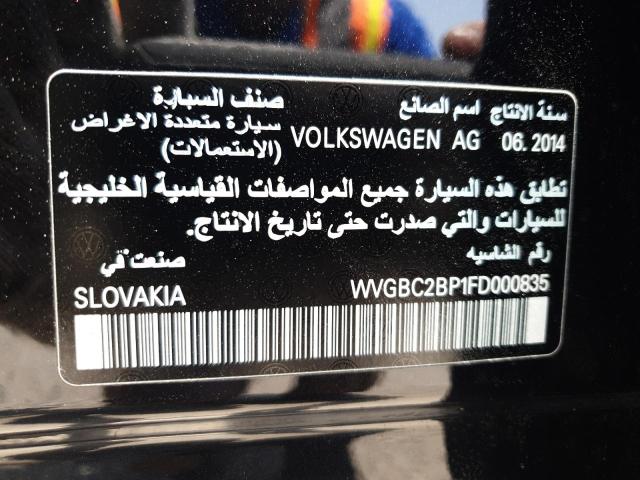 سنة الانتاج اسم الصانع صنف السيارة
06. 2014 VOLKSWAGEN AG سيارة متعددة الاغراض
(الاستعمالات)
تطابق هذه السيارة جميع المواصفات القياسية الخليجية
للسيارات والتي صدرت حتى تاريخ الانتاج.
رقم الشاسيه صنعت في
WVGBC2BP1FD000835 SLOVAKIA